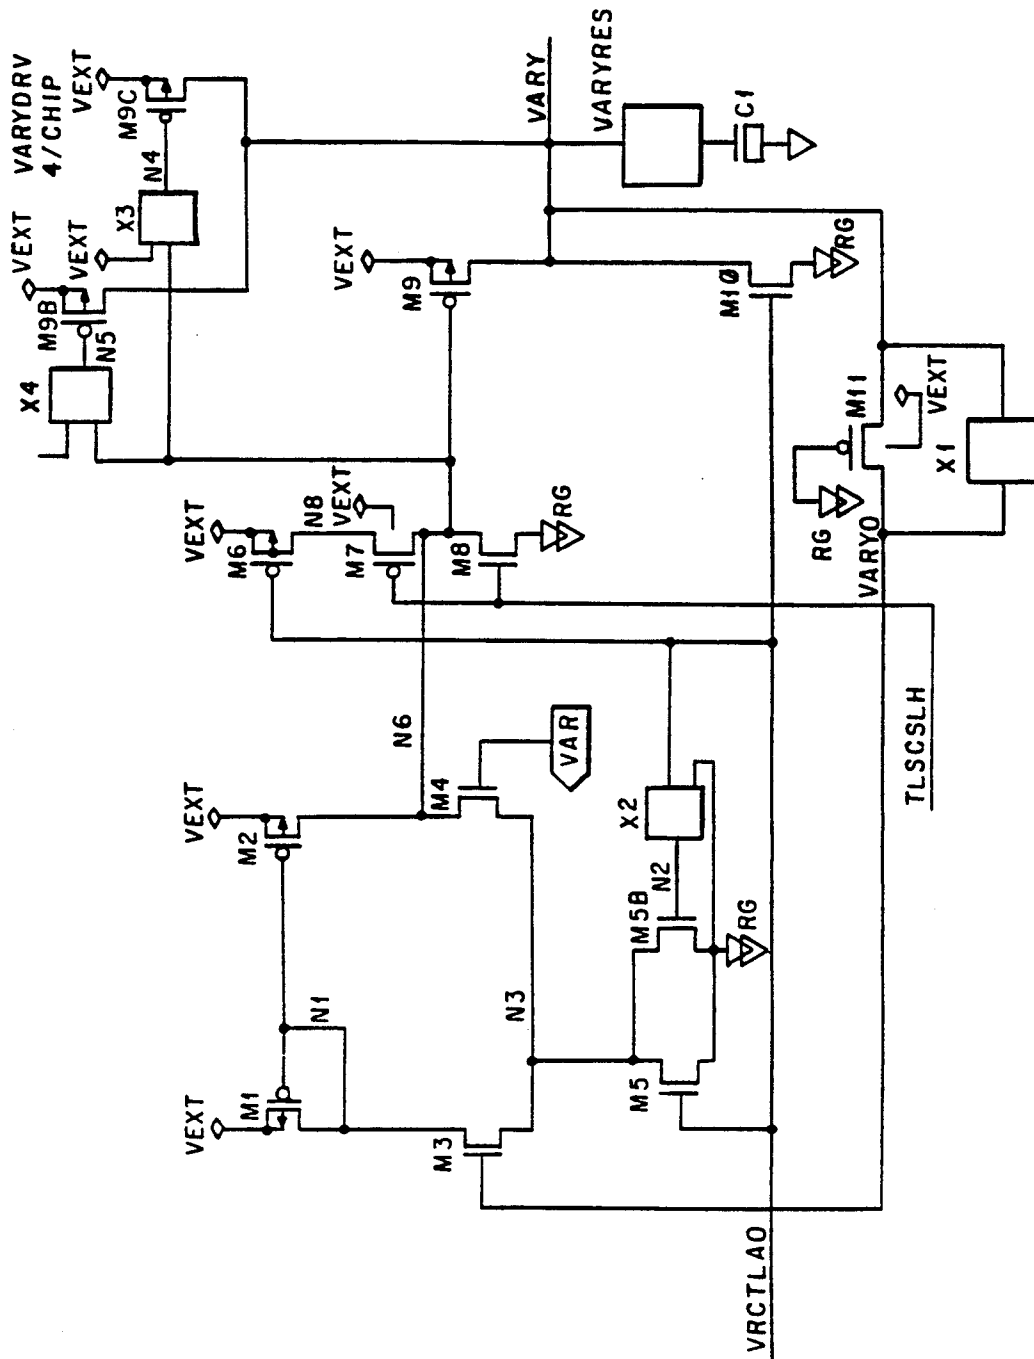 VARYDRV
4/CHIP
VEXT
M9C
N4
X3
VEXT
VEXT
M9B
N5
X4
VEXT
M9
VARY
VARYRES
C1
M10
RG
VEXT
M6
N8
VEXT
M7
M8
RG
M11
VEXT
RG
X1
VARYO
N6
VEXT
M2
M4
VAR
TLSCSLH
X2
N2
M5B
RG
N1
N3
VEXT
M1
M3
M5
VRCTLAO